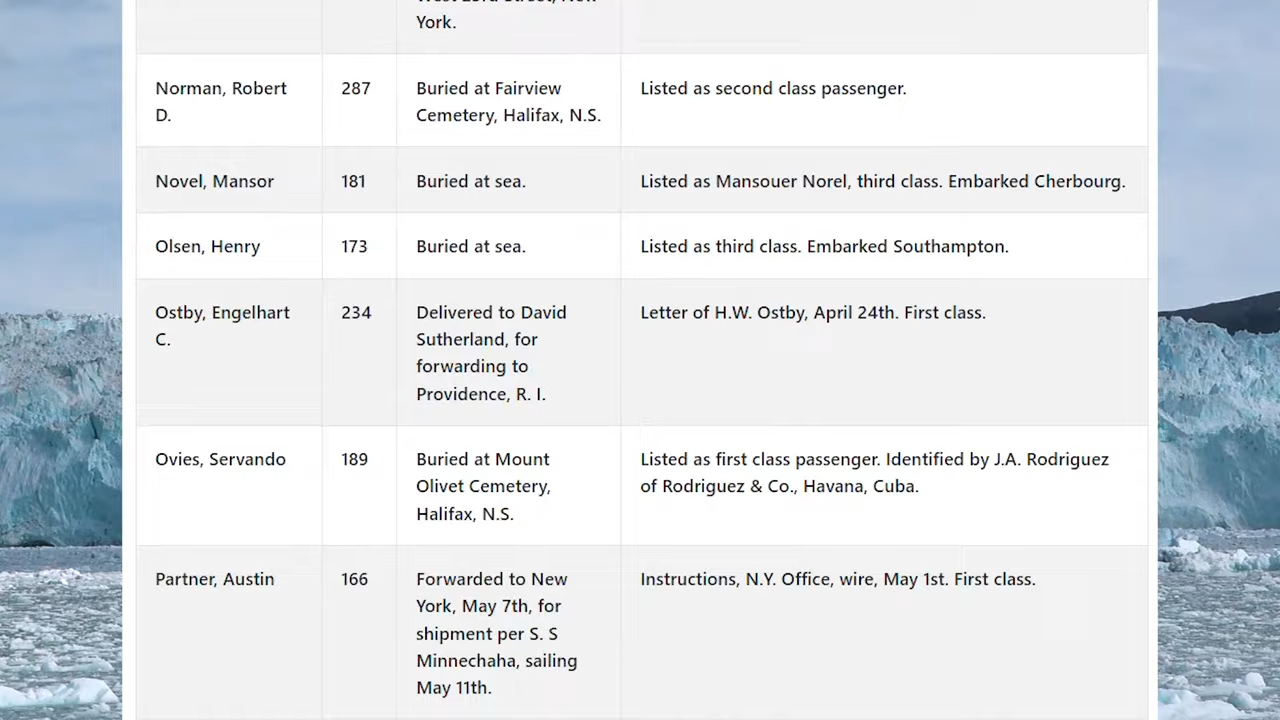 York.
Norman, Robert
D.
287
Buried at Fairview
Cemetery, Halifax, N.S.
Listed as second class passenger.
Novel, Mansor
181
Buried at sea.
Listed as Mansouer Norel, third class. Embarked Cherbourg.
Olsen, Henry
173
Buried at sea.
Listed as third class. Embarked Southampton.
Ostby, Engelhart
C.
234
Delivered to David
Sutherland, for
forwarding to
Providence, R. I.
Letter of H.W. Ostby, April 24th. First class.
Ovies, Servando
189
Buried at Mount
Olivet Cemetery,
Halifax, N.S.
Listed as first class passenger. Identified by J.A. Rodriguez
of Rodriguez & Co., Havana, Cuba.
Partner, Austin
166
Forwarded to New
York, May 7th, for
shipment per S. S
Minnechaha, sailing
May 11th.
Instructions, N.Y. Office, wire, May 1st. First class.